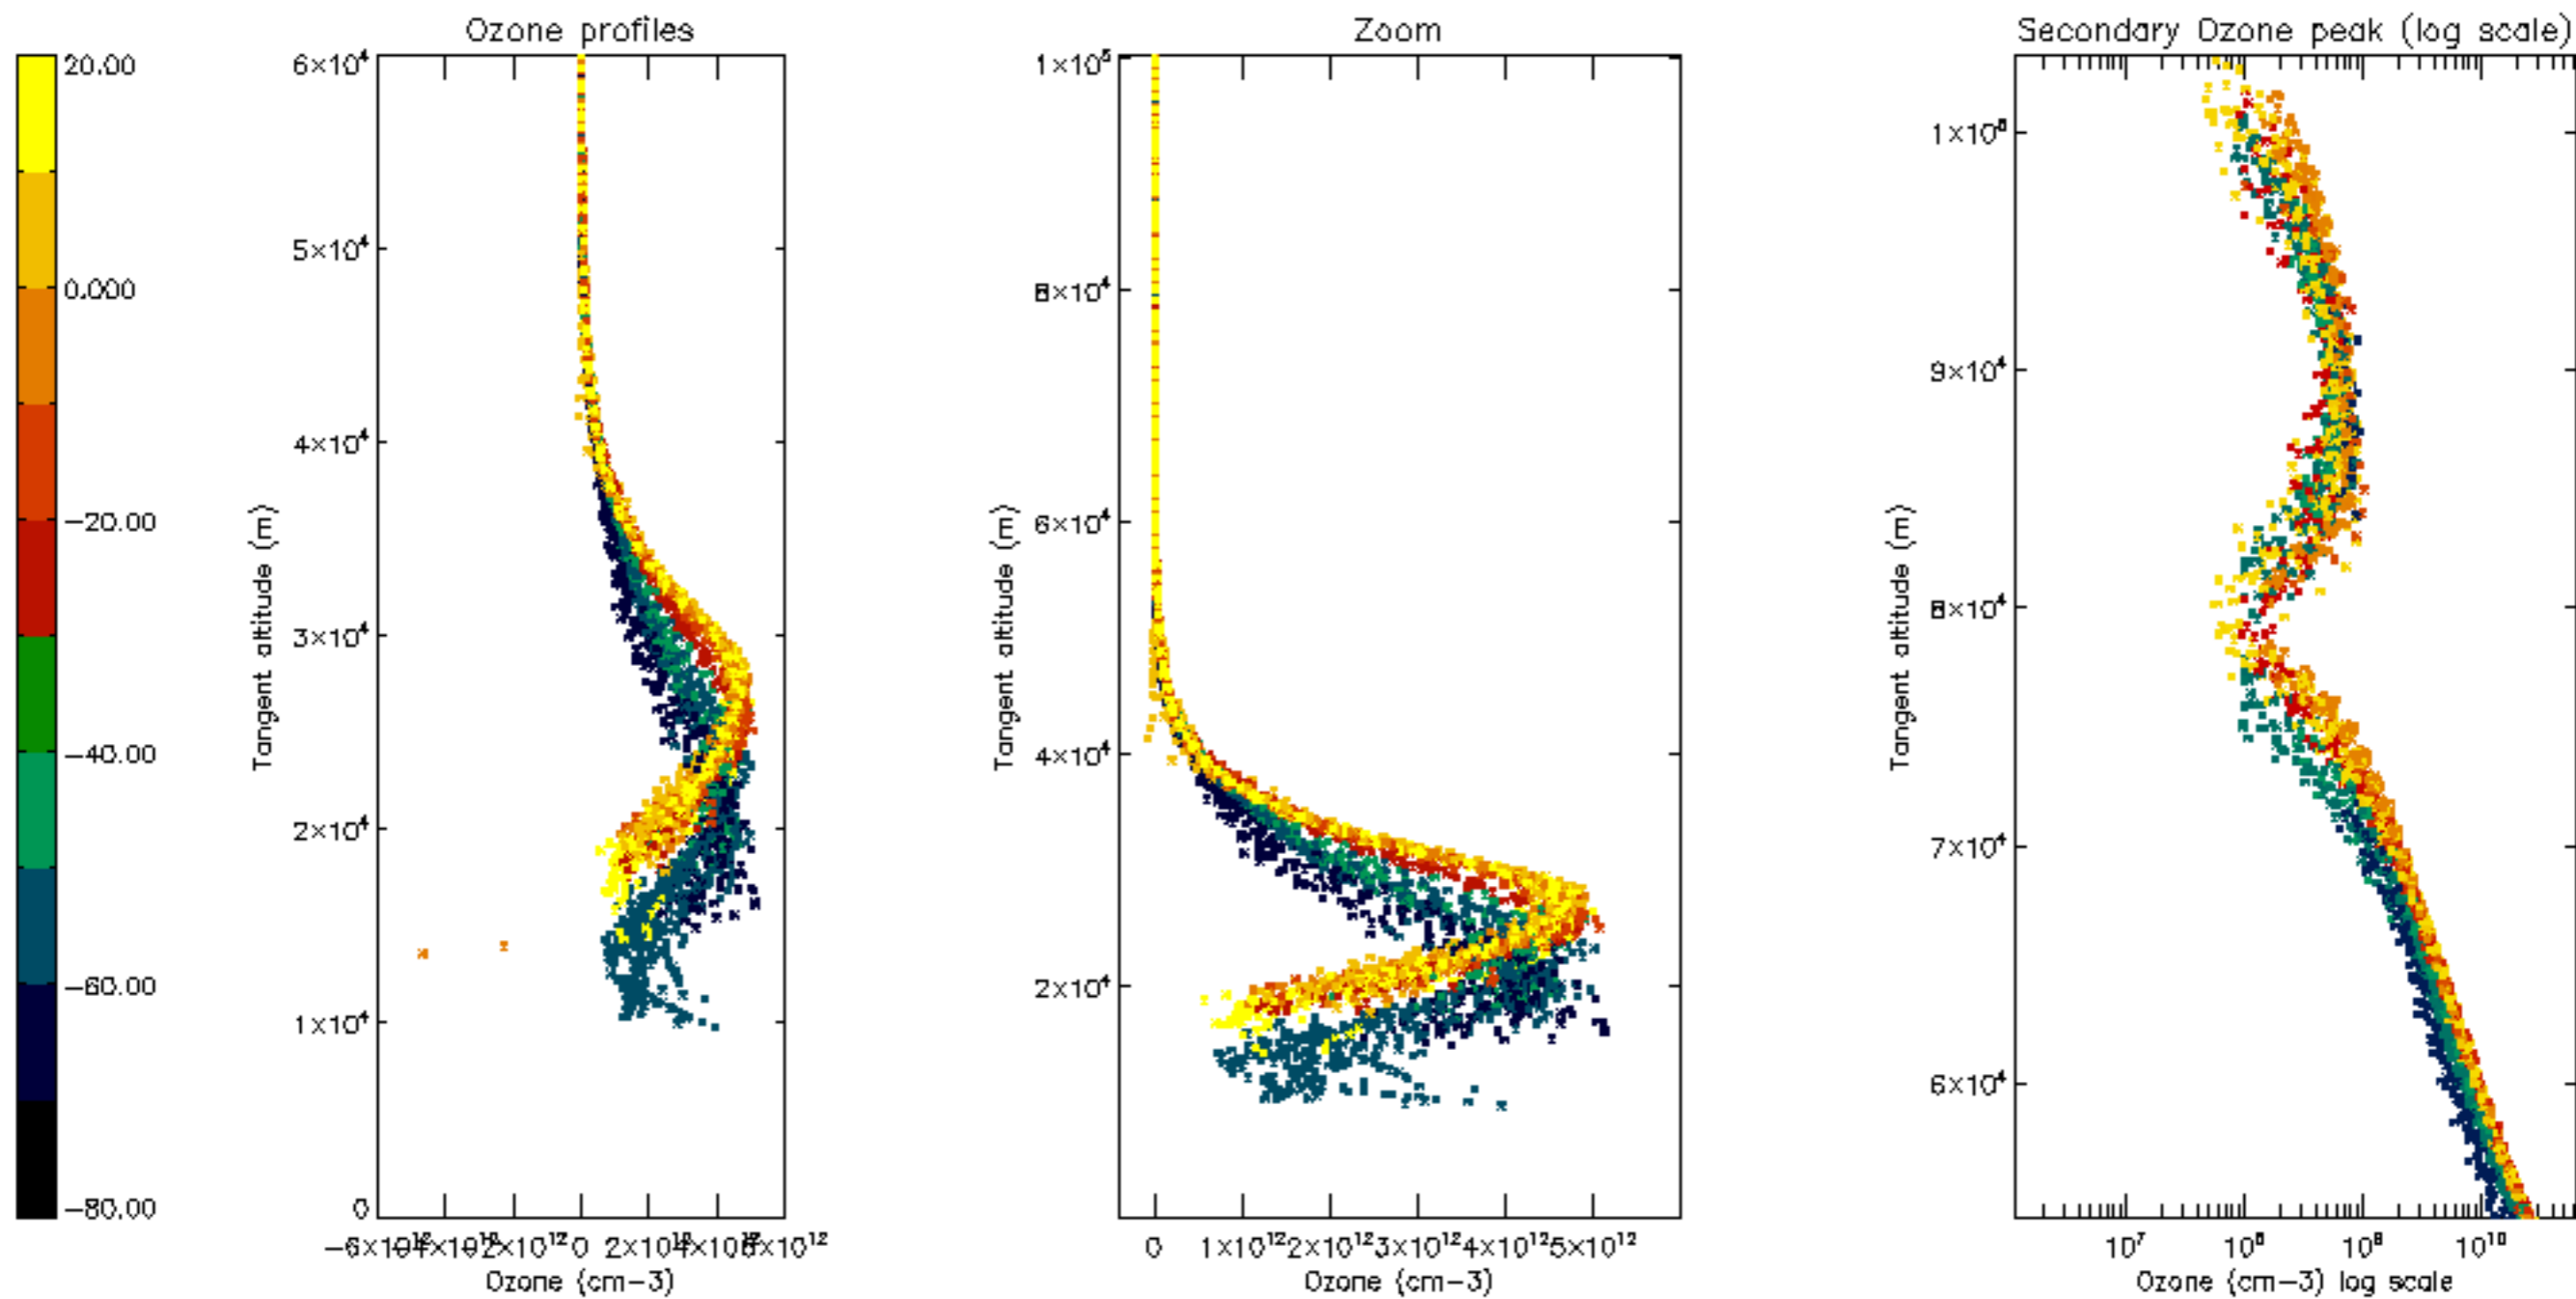 Ozone profiles
Zoom
Secondary Ozone peak (log scale)
20.00
0.000
−20.00
−40.00
−60.00
−80.00
6×10⁴
5×10⁴
4×10⁴
3×10⁴
2×10⁴
1×10⁴
0
Tangent altitude (m)
0 2×10¹²
Ozone (cm−3)
1×10⁵
8×10⁴
6×10⁴
4×10⁴
2×10⁴
Tangent altitude (m)
0 1×10¹² 2×10¹² 3×10¹² 4×10¹² 5×10¹²
Ozone (cm−3)
9×10⁴
8×10⁴
7×10⁴
6×10⁴
Tangent altitude (m)
10⁷ 10⁸ 10⁹ 10¹⁰
Ozone (cm−3) log scale